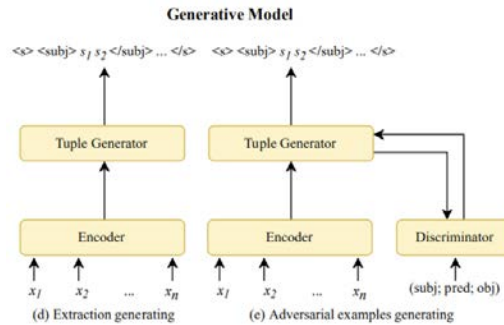 Generative Model
<s> <subj> s1 s2 </subj> ... </s>
<s> <subj> s1 s2 </subj> ... </s>
Tuple Generator
Tuple Generator
Encoder
Encoder
Discriminator
x1 x2 ... xn
x1 x2 ... xn
(subj; pred; obj)
(d) Extraction generating
(e) Adversarial examples generating